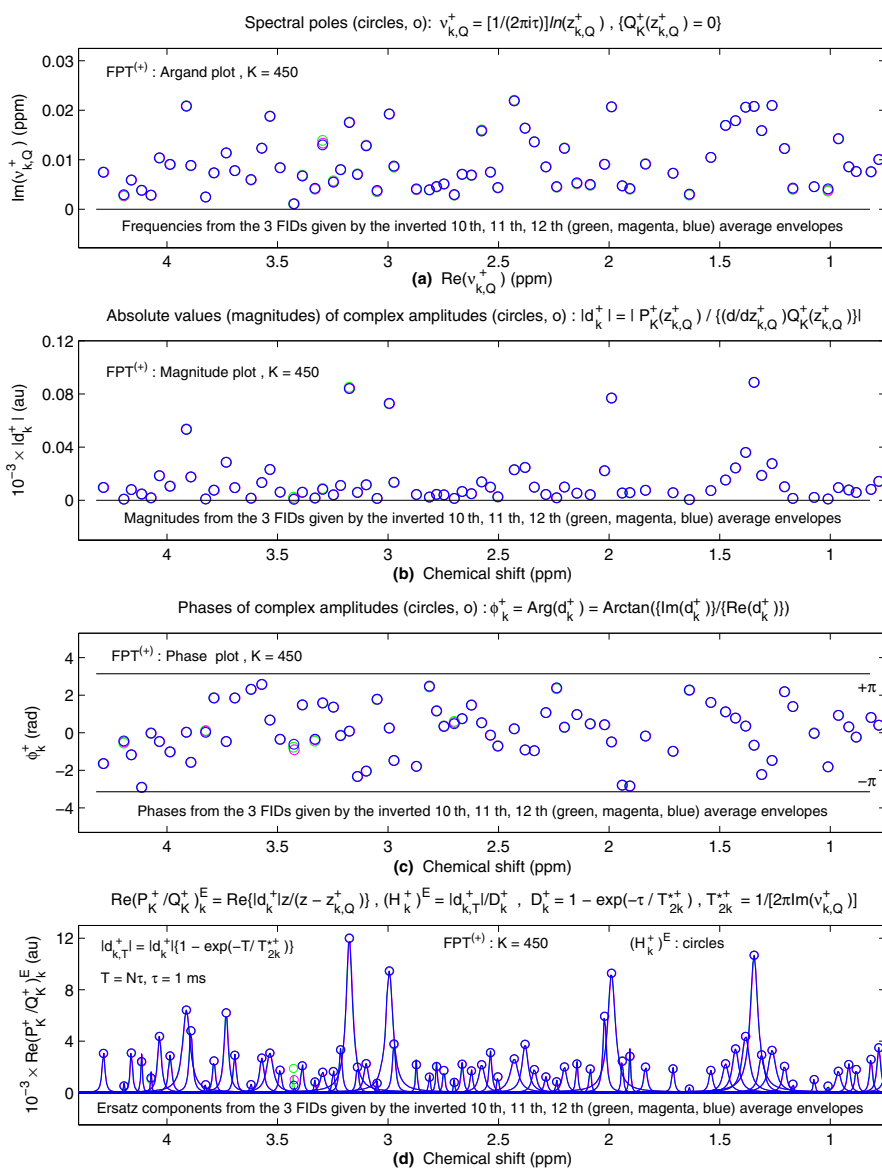 Spectral poles (circles, o): ν⁺k,Q = [1/(2πiτ)]ln(z⁺k,Q) , {Q⁺K(z⁺k,Q) = 0}
0.03
0.02
0.01
0
Im(ν⁺k,Q) (ppm)
FPT(+) : Argand plot , K = 450
Frequencies from the 3 FIDs given by the inverted 10 th, 11 th, 12 th (green, magenta, blue) average envelopes
4 3.5 3 2.5 2 1.5 1
(a) Re(ν⁺k,Q) (ppm)
Absolute values (magnitudes) of complex amplitudes (circles, o) : |d⁺k | = | P⁺K(z⁺k,Q) / {(d/dz⁺k,Q)Q⁺K(z⁺k,Q)}|
0.12
0.08
0.04
0
10⁻³ × |d⁺k | (au)
FPT(+) : Magnitude plot , K = 450
Magnitudes from the 3 FIDs given by the inverted 10 th, 11 th, 12 th (green, magenta, blue) average envelopes
4 3.5 3 2.5 2 1.5 1
(b) Chemical shift (ppm)
Phases of complex amplitudes (circles, o) : ϕ⁺k = Arg(d⁺k) = Arctan({Im(d⁺k)}/{Re(d⁺k)})
4
2
0
−2
−4
ϕ⁺k (rad)
FPT(+) : Phase plot , K = 450
+π
−π
Phases from the 3 FIDs given by the inverted 10 th, 11 th, 12 th (green, magenta, blue) average envelopes
4 3.5 3 2.5 2 1.5 1
(c) Chemical shift (ppm)
Re(P⁺K/Q⁺K)ᴱk = Re{|d⁺k|z/(z − z⁺k,Q)} , (H⁺k)ᴱ = |d⁺k,T|/D⁺k , D⁺k = 1 − exp(−τ / T*⁺2k) , T*⁺2k = 1/[2πIm(ν⁺k,Q)]
12
8
4
0
10⁻³ × Re(P⁺K/Q⁺K)ᴱk (au)
|d⁺k,T| = |d⁺k|{1 − exp(−T/ T*⁺2k)}
FPT(+) : K = 450
(H⁺k)ᴱ : circles
T = Nτ, τ = 1 ms
Ersatz components from the 3 FIDs given by the inverted 10 th, 11 th, 12 th (green, magenta, blue) average envelopes
4 3.5 3 2.5 2 1.5 1
(d) Chemical shift (ppm)